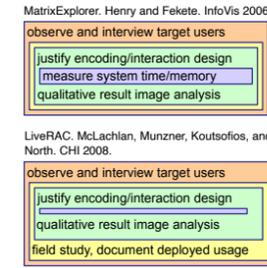 MatrixExplorer. Henry and Fekete. InfoVis 2006
observe and interview target users
justify encoding/interaction design
measure system time/memory
qualitative result image analysis
LiveRAC. McLachlan, Munzner, Koutsofios, and
North. CHI 2008.
observe and interview target users
justify encoding/interaction design
qualitative result image analysis
field study, document deployed usage